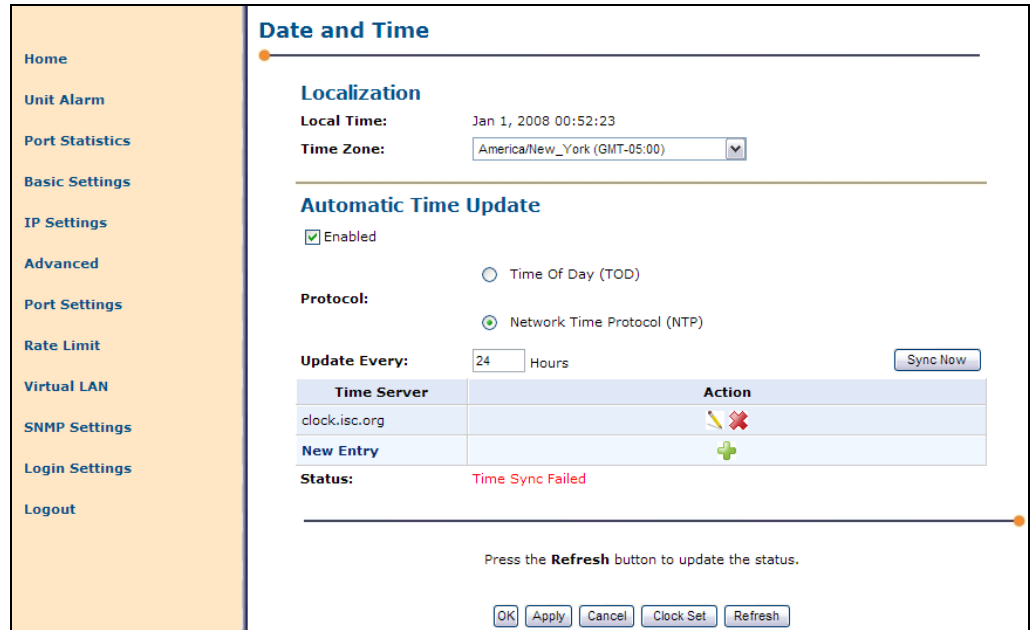 Home
Unit Alarm
Port Statistics
Basic Settings
IP Settings
Advanced
Port Settings
Rate Limit
Virtual LAN
SNMP Settings
Login Settings
Logout
Date and Time
Localization
Local Time: Jan 1, 2008 00:52:23
Time Zone: America/New_York (GMT-05:00)
Automatic Time Update
Enabled
Time Of Day (TOD)
Protocol:
Network Time Protocol (NTP)
Update Every: 24 Hours Sync Now
Time Server Action
clock.isc.org
New Entry
Status: Time Sync Failed
Press the Refresh button to update the status.
OK Apply Cancel Clock Set Refresh